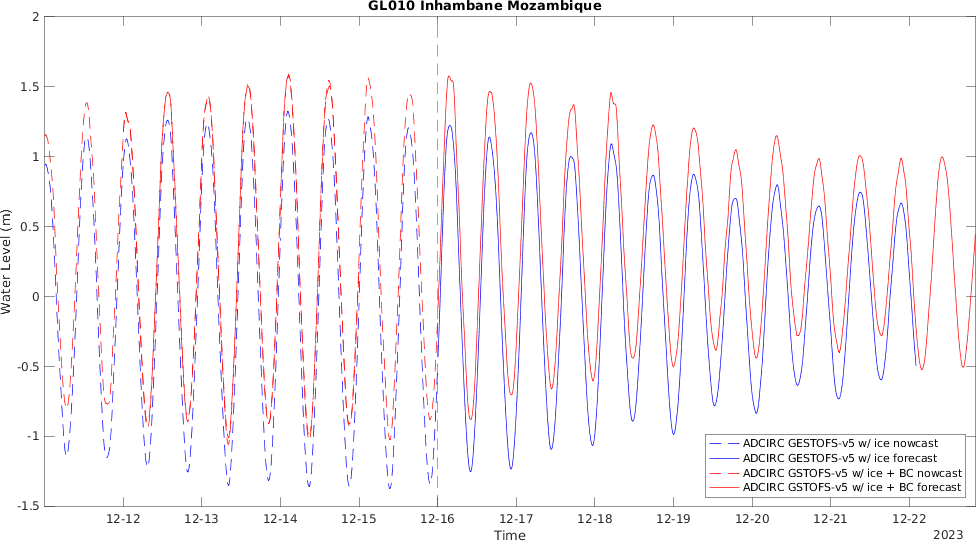 GL010 Inhambane Mozambique
2
1.5
1
0.5
0
-0.5
-1
-1.5
Water Level (m)
12-12 12-13 12-14 12-15 12-16 12-17 12-18 12-19 12-20 12-21 12-22
2023
Time
ADCIRC GESTOFS-v5 w/ ice nowcast
ADCIRC GESTOFS-v5 w/ ice forecast
ADCIRC GSTOFS-v5 w/ ice + BC nowcast
ADCIRC GSTOFS-v5 w/ ice + BC forecast